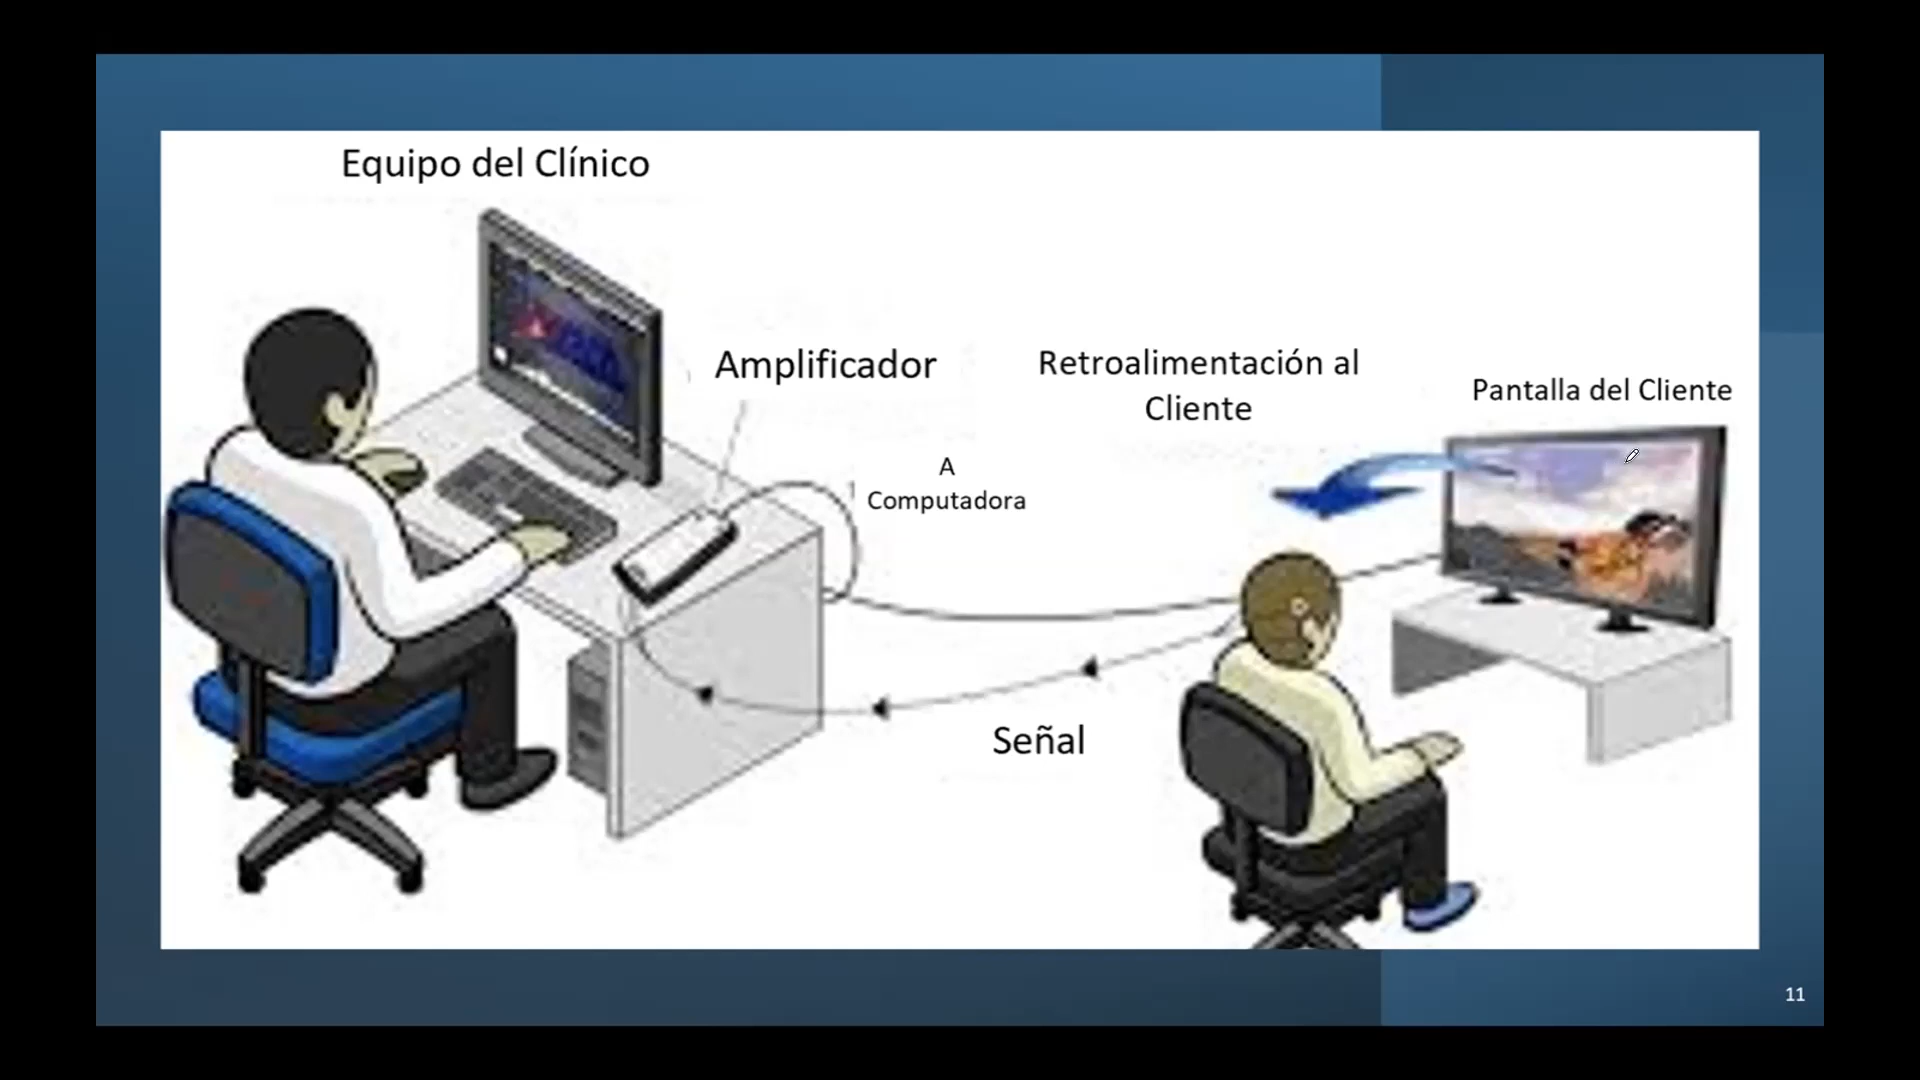 Equipo del Clínico
Amplificador
Retroalimentación al
Cliente
Pantalla del Cliente
A
Computadora
Señal
11